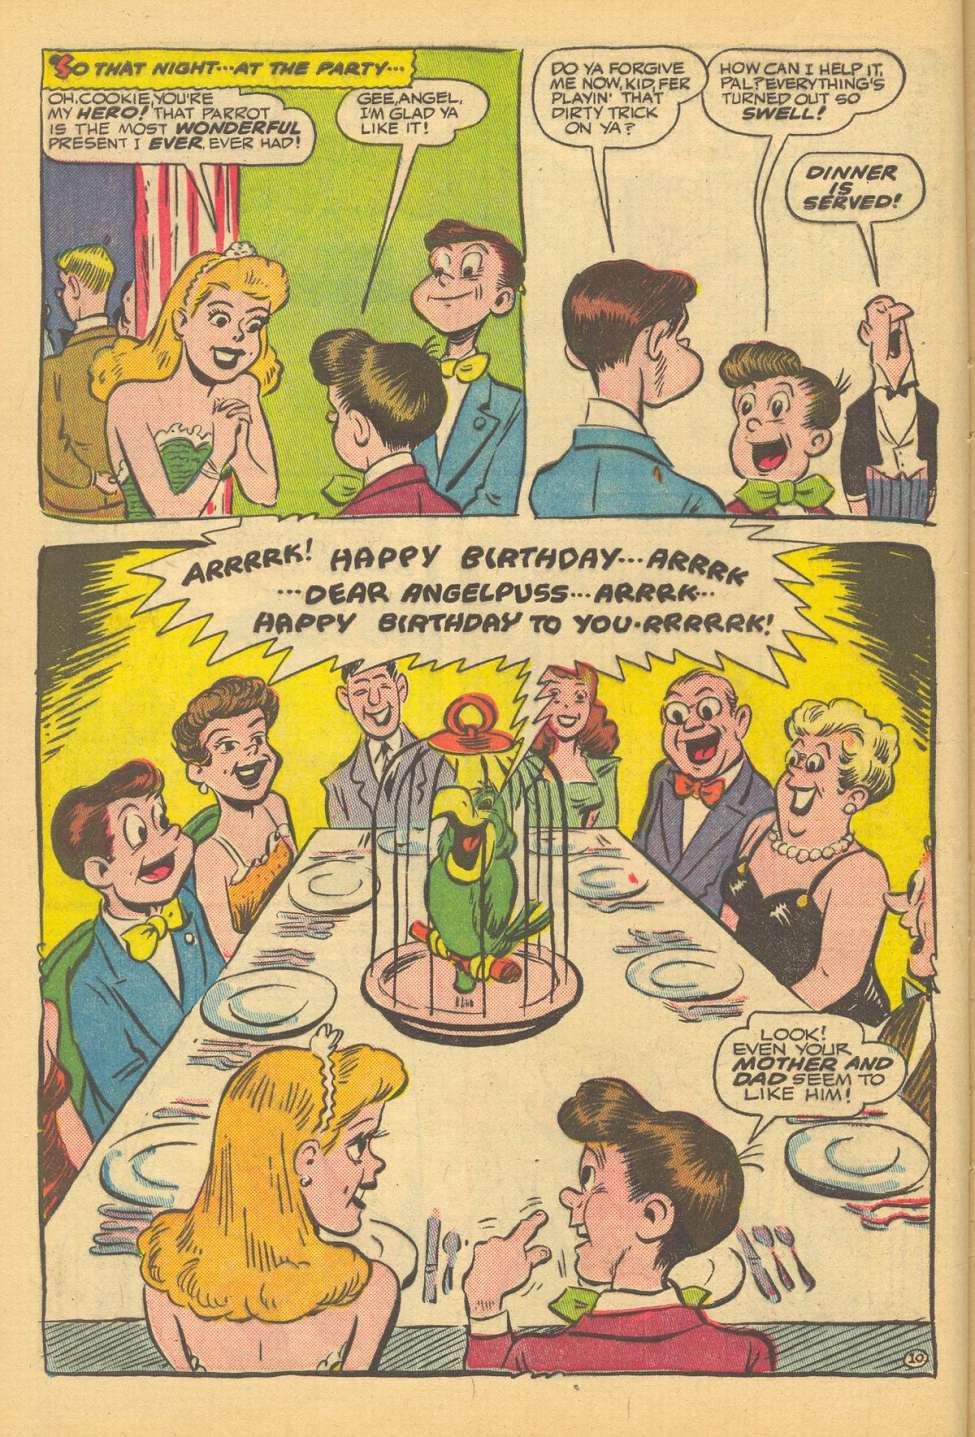 SO THAT NIGHT---AT THE PARTY---
OH, COOKIE, YOU'RE
MY HERO! THAT PARROT
IS THE MOST WONDERFUL
PRESENT I EVER, EVER HAD!
GEE, ANGEL,
I'M GLAD YA
LIKE IT!
DO YA FORGIVE
ME NOW, KID, FER
PLAYIN' THAT
DIRTY TRICK
ON YA?
HOW CAN I HELP IT,
PAL? EVERYTHING'S
TURNED OUT SO
SWELL!
DINNER
IS
SERVED!
ARRRRK! HAPPY BIRTHDAY---ARRRK
---DEAR ANGELPUSS---ARRRK--
HAPPY BIRTHDAY TO YOU-RRRRRK!
LOOK!
EVEN YOUR
MOTHER AND
DAD SEEM TO
LIKE HIM!
10